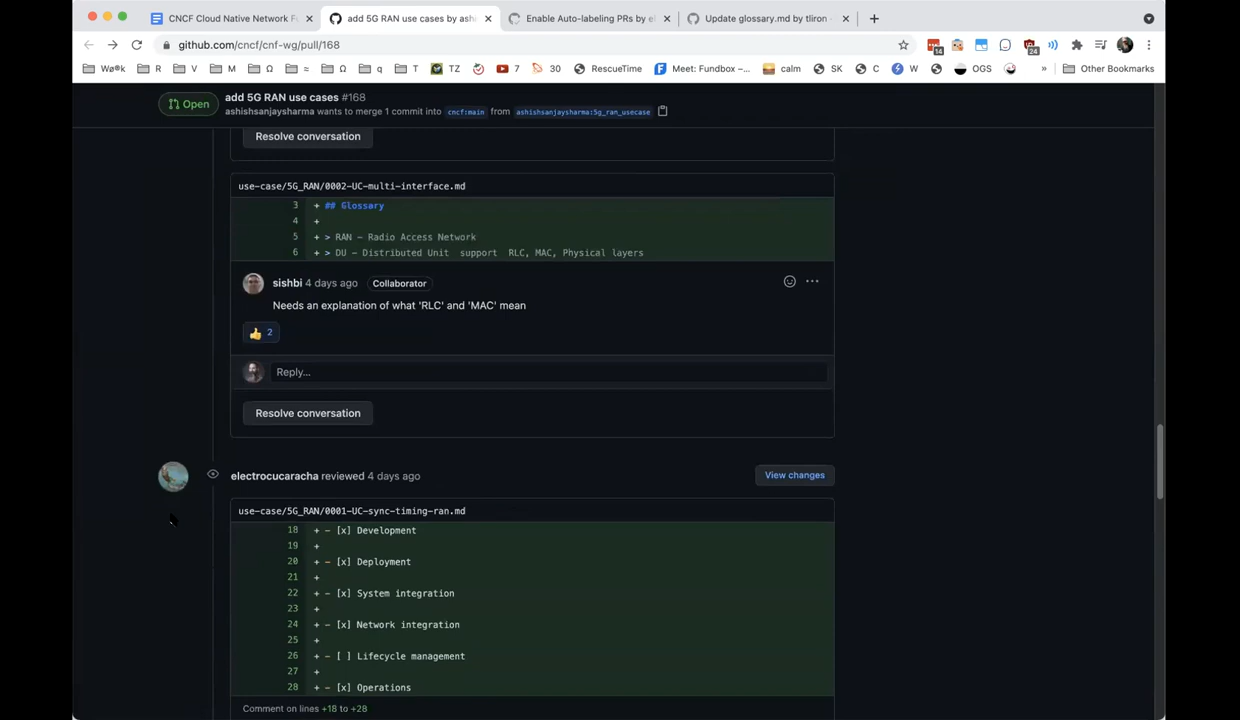 CNCF Cloud Native Network F
add 5G RAN use cases by ash
Enable Auto-labeling PRs by e
Update glossary.md by tliron
github.com/cncf/cnf-wg/pull/168
14
24
Wa®k
R
V
M
Ω
≈
Ω
q
T
TZ
7
30
RescueTime
Meet: Fundbox –...
calm
SK
C
W
OGS
»
Other Bookmarks
Open
add 5G RAN use cases #168
ashishsanjaysharma wants to merge 1 commit into cncf:main from ashishsanjaysharma:5g_ran_usecase
Resolve conversation
use-case/5G_RAN/0002-UC-multi-interface.md
3 + ## Glossary
4 +
5 + > RAN – Radio Access Network
6 + > DU – Distributed Unit support RLC, MAC, Physical layers
sishbi 4 days ago Collaborator
Needs an explanation of what 'RLC' and 'MAC' mean
👍 2
Reply...
Resolve conversation
electrocucaracha reviewed 4 days ago
View changes
use-case/5G_RAN/0001-UC-sync-timing-ran.md
18 + - [x] Development
19 +
20 + - [x] Deployment
21 +
22 + - [x] System integration
23 +
24 + - [x] Network integration
25 +
26 + - [ ] Lifecycle management
27 +
28 + - [x] Operations
Comment on lines +18 to +28